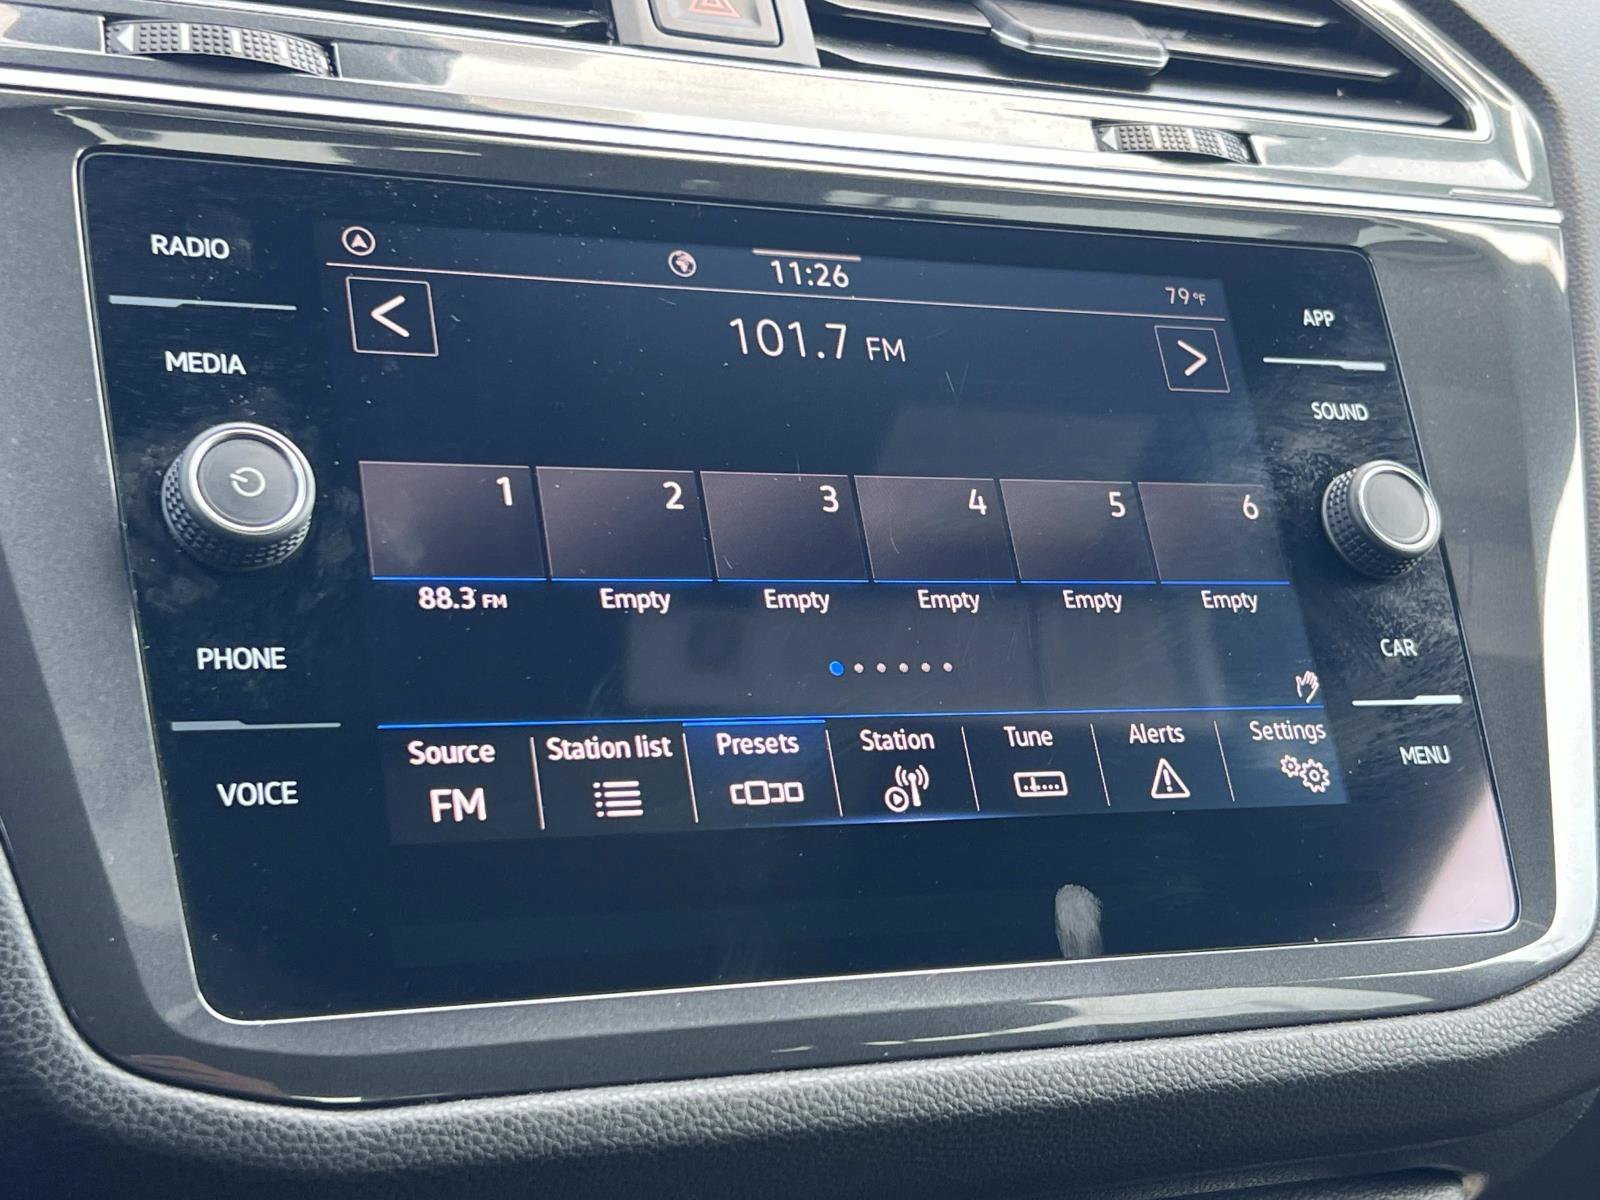 RADIO
MEDIA
PHONE
VOICE
11:26
79°F
101.7 FM
<
>
1
2
3
4
5
6
88.3 FM
Empty
Empty
Empty
Empty
Empty
Source
FM
Station list
Presets
Station
Tune
Alerts
Settings
APP
SOUND
CAR
MENU